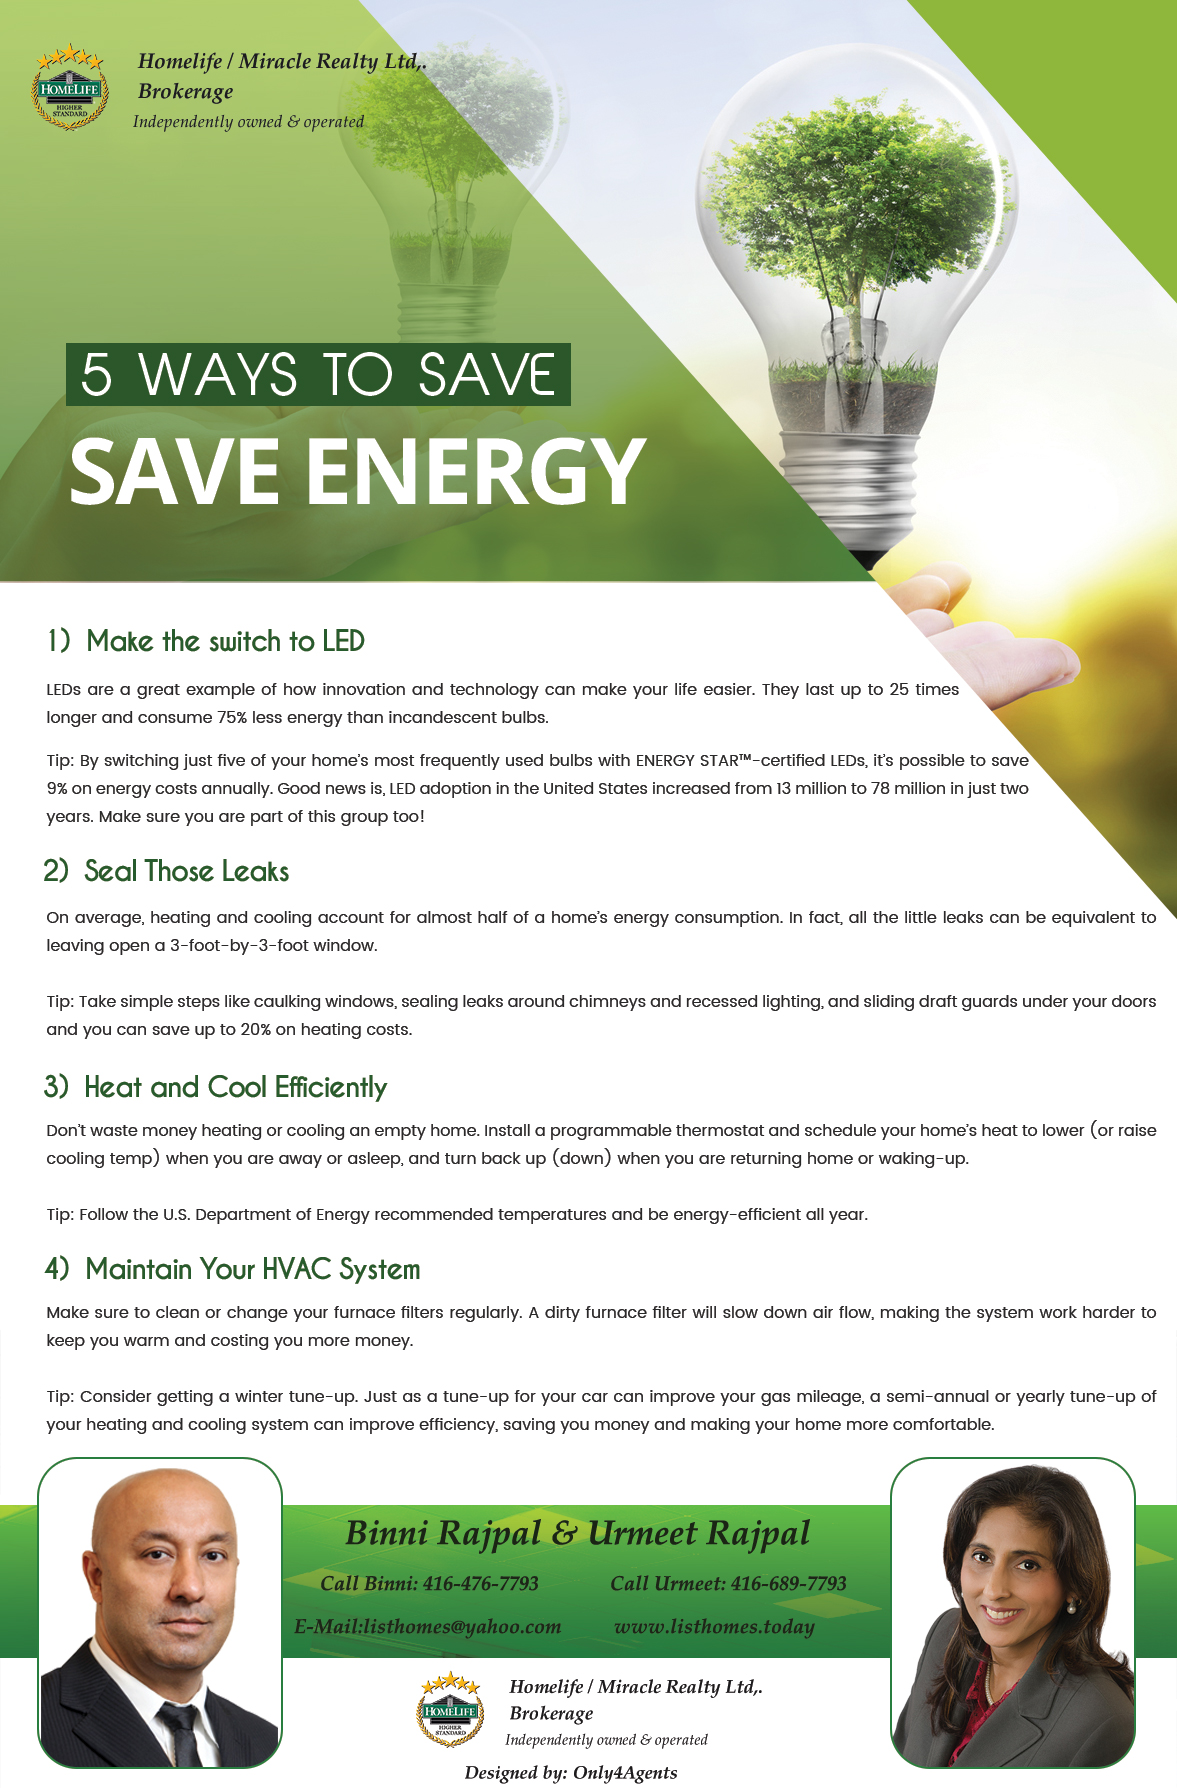 HOMELIFE
HIGHER
STANDARD
Homelife / Miracle Realty Ltd,.
Brokerage
Independently owned & operated
5 WAYS TO SAVE
SAVE ENERGY
1) Make the switch to LED
LEDs are a great example of how innovation and technology can make your life easier. They last up to 25 times
longer and consume 75% less energy than incandescent bulbs.
Tip: By switching just five of your home’s most frequently used bulbs with ENERGY STAR™-certified LEDs, it’s possible to save
9% on energy costs annually. Good news is, LED adoption in the United States increased from 13 million to 78 million in just two
years. Make sure you are part of this group too!
2) Seal Those Leaks
On average, heating and cooling account for almost half of a home’s energy consumption. In fact, all the little leaks can be equivalent to
leaving open a 3-foot-by-3-foot window.
Tip: Take simple steps like caulking windows, sealing leaks around chimneys and recessed lighting, and sliding draft guards under your doors
and you can save up to 20% on heating costs.
3) Heat and Cool Efficiently
Don’t waste money heating or cooling an empty home. Install a programmable thermostat and schedule your home’s heat to lower (or raise
cooling temp) when you are away or asleep, and turn back up (down) when you are returning home or waking-up.
Tip: Follow the U.S. Department of Energy recommended temperatures and be energy-efficient all year.
4) Maintain Your HVAC System
Make sure to clean or change your furnace filters regularly. A dirty furnace filter will slow down air flow, making the system work harder to
keep you warm and costing you more money.
Tip: Consider getting a winter tune-up. Just as a tune-up for your car can improve your gas mileage, a semi-annual or yearly tune-up of
your heating and cooling system can improve efficiency, saving you money and making your home more comfortable.
Binni Rajpal & Urmeet Rajpal
Call Binni: 416-476-7793 Call Urmeet: 416-689-7793
E-Mail:listhomes@yahoo.com www.listhomes.today
HOMELIFE
HIGHER
STANDARD
Homelife / Miracle Realty Ltd,.
Brokerage
Independently owned & operated
Designed by: Only4Agents